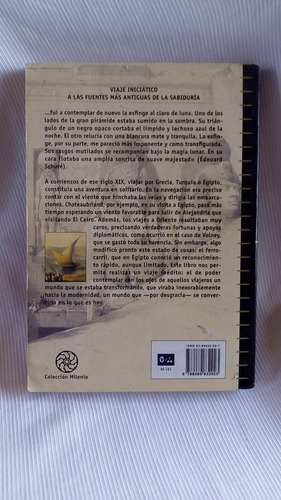 VIAJE INICIÁTICO
A LAS FUENTES MÁS ANTIGUAS DE LA SABIDURÍA
...fui a contemplar de nuevo la esfinge al claro de luna. Uno de los
lados de la gran pirámide estaba sumido en la sombra. Su trián-
gulo de un negro opaco cortaba el límpido y lechoso azul de la
noche. El otro relucía con una blancura mate y tranquila. La esfin-
ge, por su parte, me pareció más imponente y como transfigurada.
Sus rasgos mutilados se recomponían bajo la magia lunar. En su
cara flotaba una amplia sonrisa de suave majestad» (Édouard
Schuré).
A comienzos de ese siglo XIX, viajar por Grecia, Turquía o Egipto,
constituía una aventura en solitario. En la navegación era preciso
contar con el viento que hinchaba las velas y dirigía las embarca-
ciones. Chateaubriand, por ejemplo, en su visita a Egipto, pasó más
tiempo esperando un viento favorable para salir de Alejandría que
visitando El Cairo. Además, los viajes a Oriente resultaban muy
caros, precisando verdaderas fortunas y apoyos
diplomáticos, como ocurrió en el caso de Volney,
que se gastó toda su herencia. Sin embargo, algo
modificó pronto este estado de cosas: el ferro-
carril, que en Egipto conoció un reconocimien-
to rápido, aunque limitado. Este libro nos per-
mite realizar un viaje inédito: el de poder
contemplar con los ojos de aquellos viajeros un
mundo que se estaba transformando, que viraba inexorablemente
hacia la modernidad, un mundo que —por desgracia— se conver-
tiría en lo que es hoy.
Colección Milenio